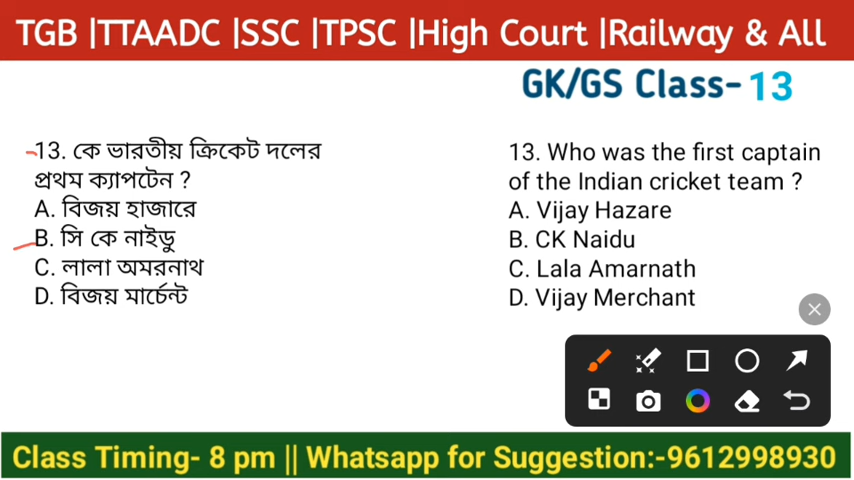 TGB |TTAADC |SSC |TPSC |High Court |Railway & All
GK/GS Class- 13
13. কে ভারতীয় ক্রিকেট দলের
প্রথম ক্যাপটেন ?
A. বিজয় হাজারে
B. সি কে নাইডু
C. লালা অমরনাথ
D. বিজয় মার্চেন্ট
13. Who was the first captain
of the Indian cricket team ?
A. Vijay Hazare
B. CK Naidu
C. Lala Amarnath
D. Vijay Merchant
Class Timing- 8 pm || Whatsapp for Suggestion:-9612998930